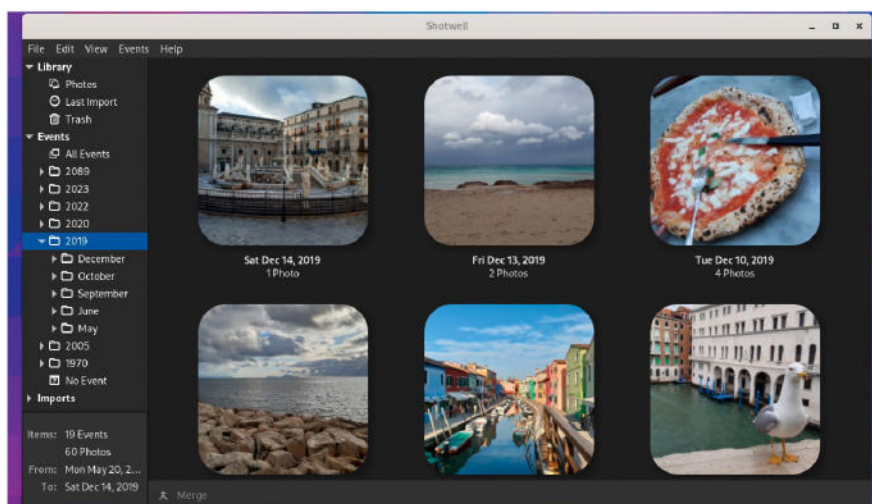 Shotwell
File Edit View Events Help
Library
Photos
Last Import
Trash
Events
All Events
2089
2023
2022
2020
2019
December
October
September
June
May
2005
1970
No Event
Imports
Items: 19 Events
60 Photos
From: Mon May 20, 2...
To: Sat Dec 14, 2019
Sat Dec 14, 2019
1 Photo
Fri Dec 13, 2019
2 Photos
Tue Dec 10, 2019
4 Photos
Merge